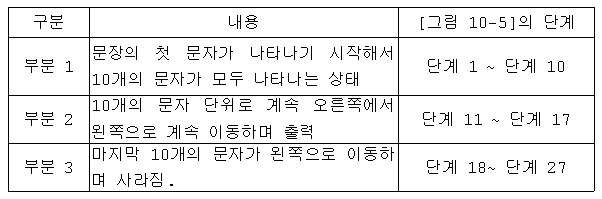 구분 내용 [그림 10-5]의 단계
부분 1 문장의 첫 문자가 나타나기 시작해서 10개의 문자가 모두 나타나는 상태 단계 1 ~ 단계 10
부분 2 10개의 문자 단위로 계속 오른쪽에서 왼쪽으로 계속 이동하며 출력 단계 11 ~ 단계 17
부분 3 마지막 10개의 문자가 왼쪽으로 이동하며 사라짐. 단계 18~ 단계 27